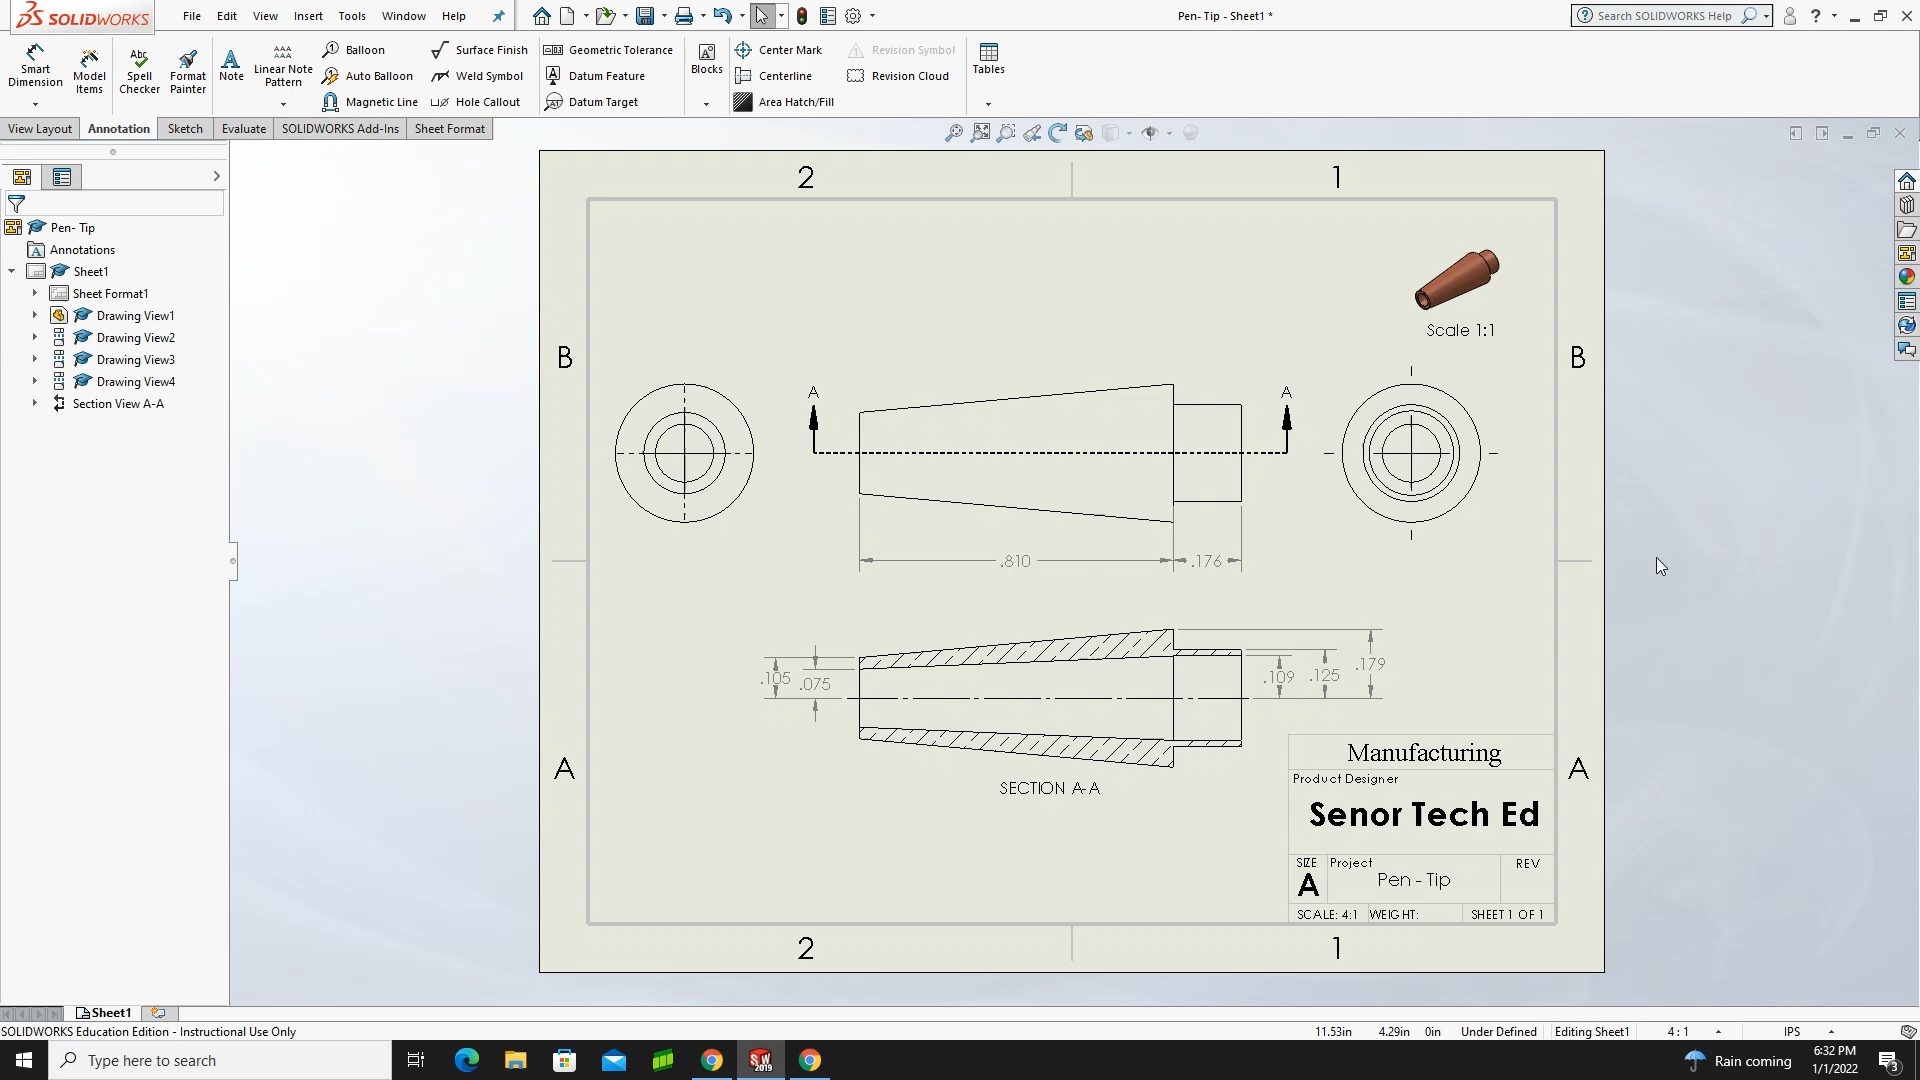 SOLIDWORKS
File Edit View Insert Tools Window Help
Pen- Tip - Sheet1 *
Search SOLIDWORKS Help
?
Smart Dimension
Model Items
Abc
Spell Checker
Format Painter
A
Note
AAA
AAA
Linear Note Pattern
1 Balloon
Auto Balloon
Magnetic Line
Surface Finish
Weld Symbol
Hole Callout
Geometric Tolerance
A Datum Feature
Datum Target
A
Blocks
Center Mark
Centerline
Area Hatch/Fill
Revision Symbol
Revision Cloud
Tables
View Layout Annotation Sketch Evaluate SOLIDWORKS Add-Ins Sheet Format
Pen- Tip
A Annotations
Sheet1
Sheet Format1
Drawing View1
Drawing View2
Drawing View3
Drawing View4
Section View A-A
2 1
Scale 1:1
B B
A A
.810 .176
.105 .075 .109 .125 .179
SECTION A-A
A A
Manufacturing
Product Designer
Senor Tech Ed
SIZE Project REV
A Pen - Tip
SCALE: 4:1 WEIGHT: SHEET 1 OF 1
2 1
Sheet1
SOLIDWORKS Education Edition - Instructional Use Only
11.53in 4.29in 0in Under Defined Editing Sheet1 4 : 1 IPS
Type here to search
SW
2019
Rain coming
6:32 PM
1/1/2022
3